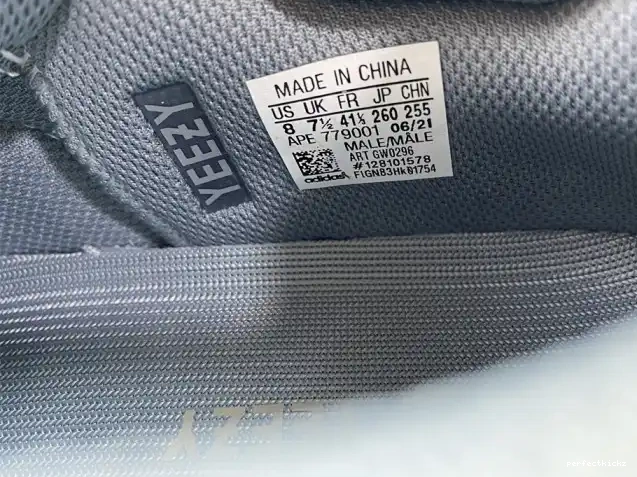 MADE IN CHINA
US UK FR JP CHN
8 7½ 41⅓ 260 255
APE 779001 06/21
MALE/MÂLE
ART GW0296
#128101578
adidas
YEEZY